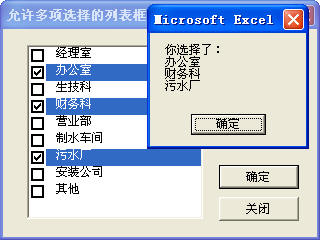 允许多项选择的列表框
Microsoft Excel
你选择了：
办公室
财务科
污水厂
确定
经理室
办公室
生技科
财务科
营业部
制水车间
污水厂
安装公司
其他
确定
关闭